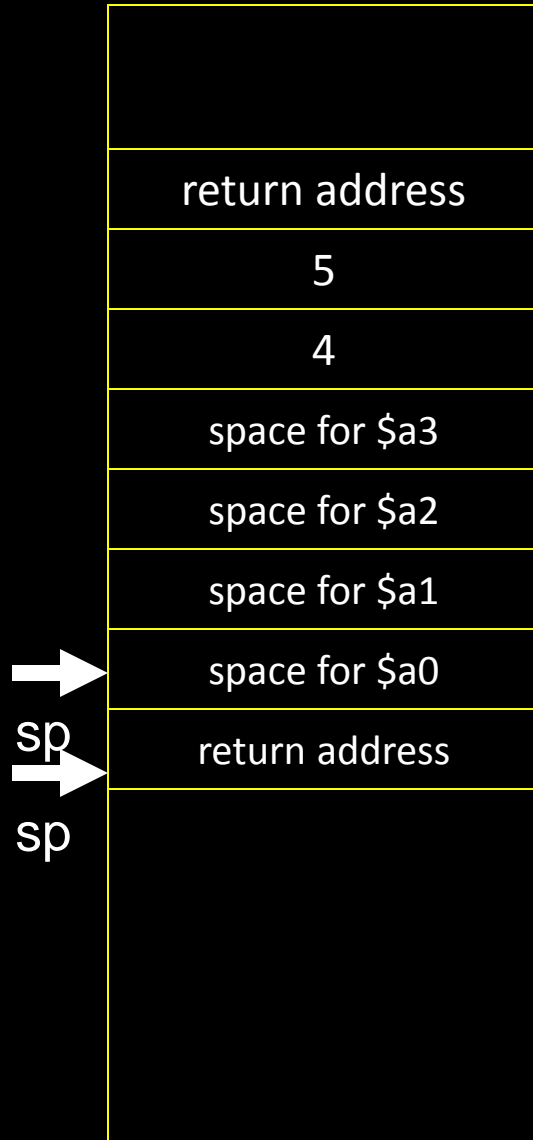 return address
5
4
space for $a3
space for $a2
space for $a1
space for $a0
sp
return address
sp